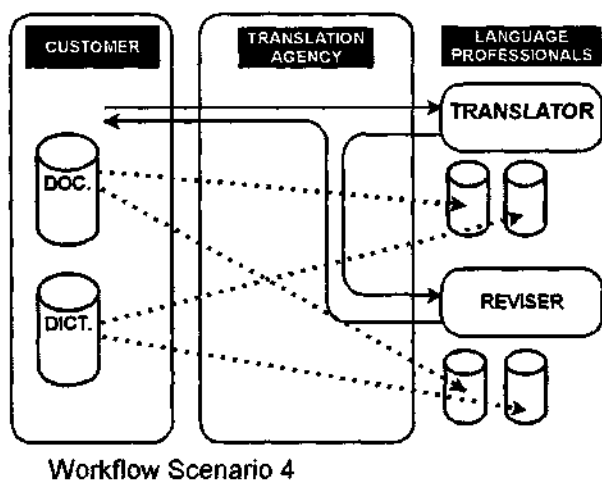 CUSTOMER
TRANSLATION
AGENCY
LANGUAGE
PROFESSIONALS
TRANSLATOR
DOC.
DICT.
REVISER
Workflow Scenario 4